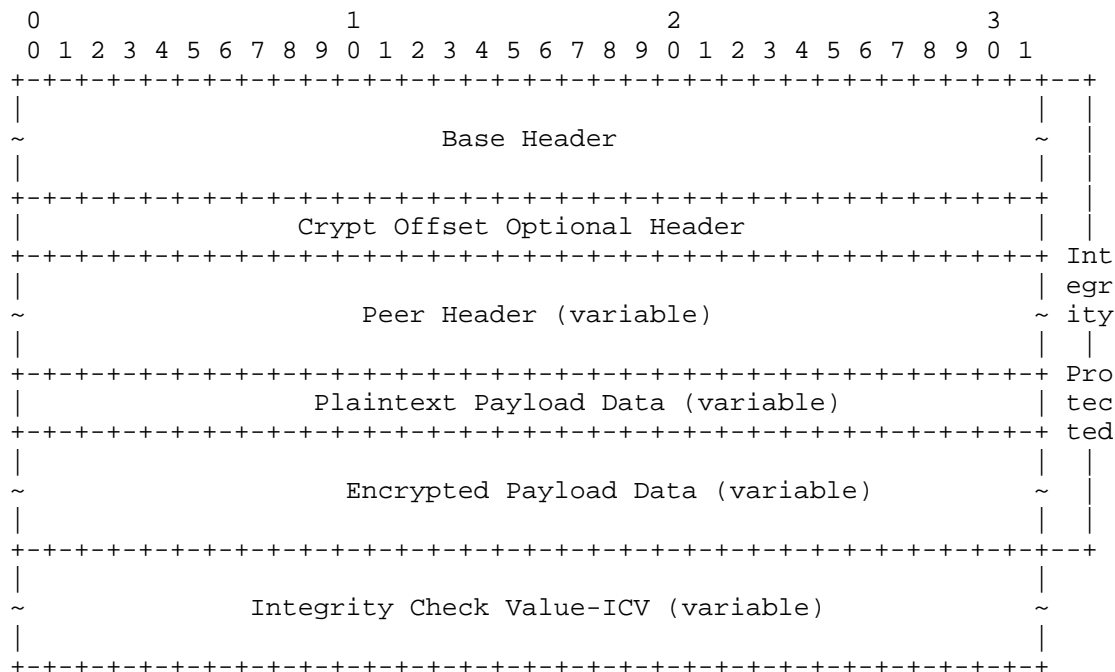 0                   1                   2                   3
 0 1 2 3 4 5 6 7 8 9 0 1 2 3 4 5 6 7 8 9 0 1 2 3 4 5 6 7 8 9 0 1
+-+-+-+-+-+-+-+-+-+-+-+-+-+-+-+-+-+-+-+-+-+-+-+-+-+-+-+-+-+-+-+-+--+
|                                                               |  |
~                          Base Header                          ~  |
|                                                               |  |
+-+-+-+-+-+-+-+-+-+-+-+-+-+-+-+-+-+-+-+-+-+-+-+-+-+-+-+-+-+-+-+-+  |
|                 Crypt Offset Optional Header                  |  |
+-+-+-+-+-+-+-+-+-+-+-+-+-+-+-+-+-+-+-+-+-+-+-+-+-+-+-+-+-+-+-+-+ Int
|                                                               | egr
~                     Peer Header (variable)                    ~ ity
|                                                               |  |
+-+-+-+-+-+-+-+-+-+-+-+-+-+-+-+-+-+-+-+-+-+-+-+-+-+-+-+-+-+-+-+-+ Pro
|                  Plaintext Payload Data (variable)            | tec
+-+-+-+-+-+-+-+-+-+-+-+-+-+-+-+-+-+-+-+-+-+-+-+-+-+-+-+-+-+-+-+-+ ted
|                                                               |  |
~                    Encrypted Payload Data (variable)          ~  |
|                                                               |  |
+-+-+-+-+-+-+-+-+-+-+-+-+-+-+-+-+-+-+-+-+-+-+-+-+-+-+-+-+-+-+-+-+--+
|                                                               |
~              Integrity Check Value-ICV (variable)             ~
|                                                               |
+-+-+-+-+-+-+-+-+-+-+-+-+-+-+-+-+-+-+-+-+-+-+-+-+-+-+-+-+-+-+-+-+